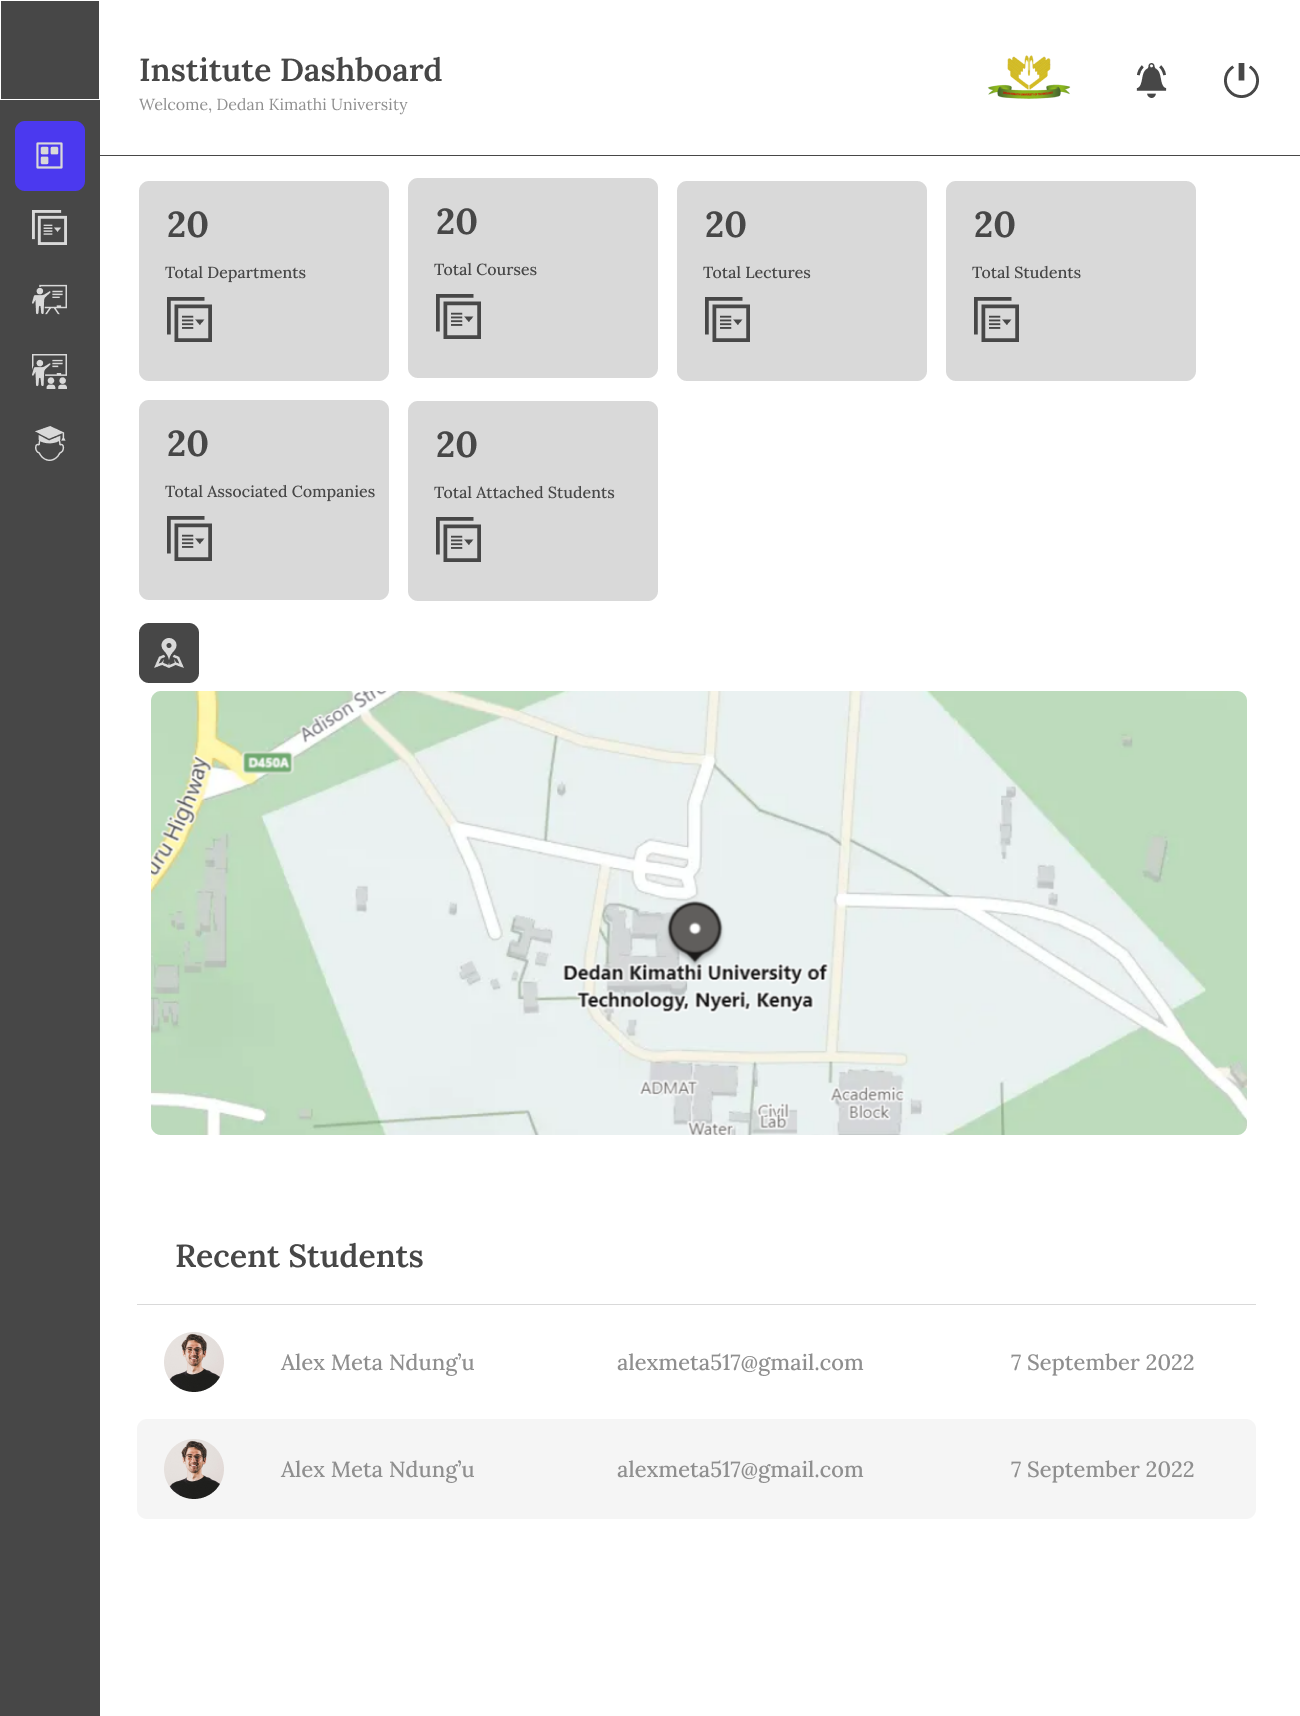 Institute Dashboard
Welcome, Dedan Kimathi University
20
Total Departments
20
Total Courses
20
Total Lectures
20
Total Students
20
Total Associated Companies
20
Total Attached Students
Adison Stre
D450A
uru Highway
Dedan Kimathi University of
Technology, Nyeri, Kenya
ADMAT
Water
Civil
Lab
Academic
Block
Recent Students
Alex Meta Ndung’u alexmeta517@gmail.com 7 September 2022
Alex Meta Ndung’u alexmeta517@gmail.com 7 September 2022